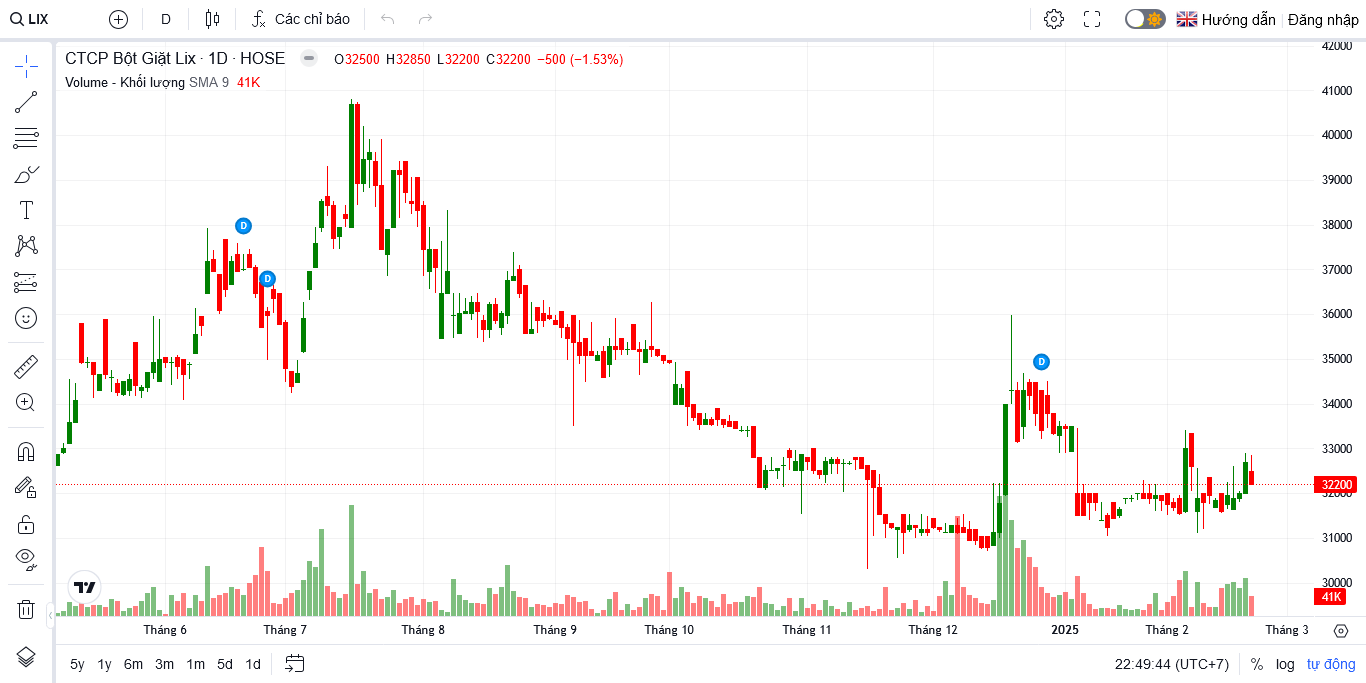 LIX D Các chỉ báo Hướng dẫn Đăng nhập
CTCP Bột Giặt Lix · 1D · HOSE O32500 H32850 L32200 C32200 −500 (−1.53%)
Volume - Khối lượng SMA 9 41K
42000
41000
40000
39000
38000
37000
36000
35000
34000
33000
32200
32000
31000
30000
41K
D
D
D
Tháng 6 Tháng 7 Tháng 8 Tháng 9 Tháng 10 Tháng 11 Tháng 12 2025 Tháng 2 Tháng 3
5y 1y 6m 3m 1m 5d 1d 22:49:44 (UTC+7) % log tự động